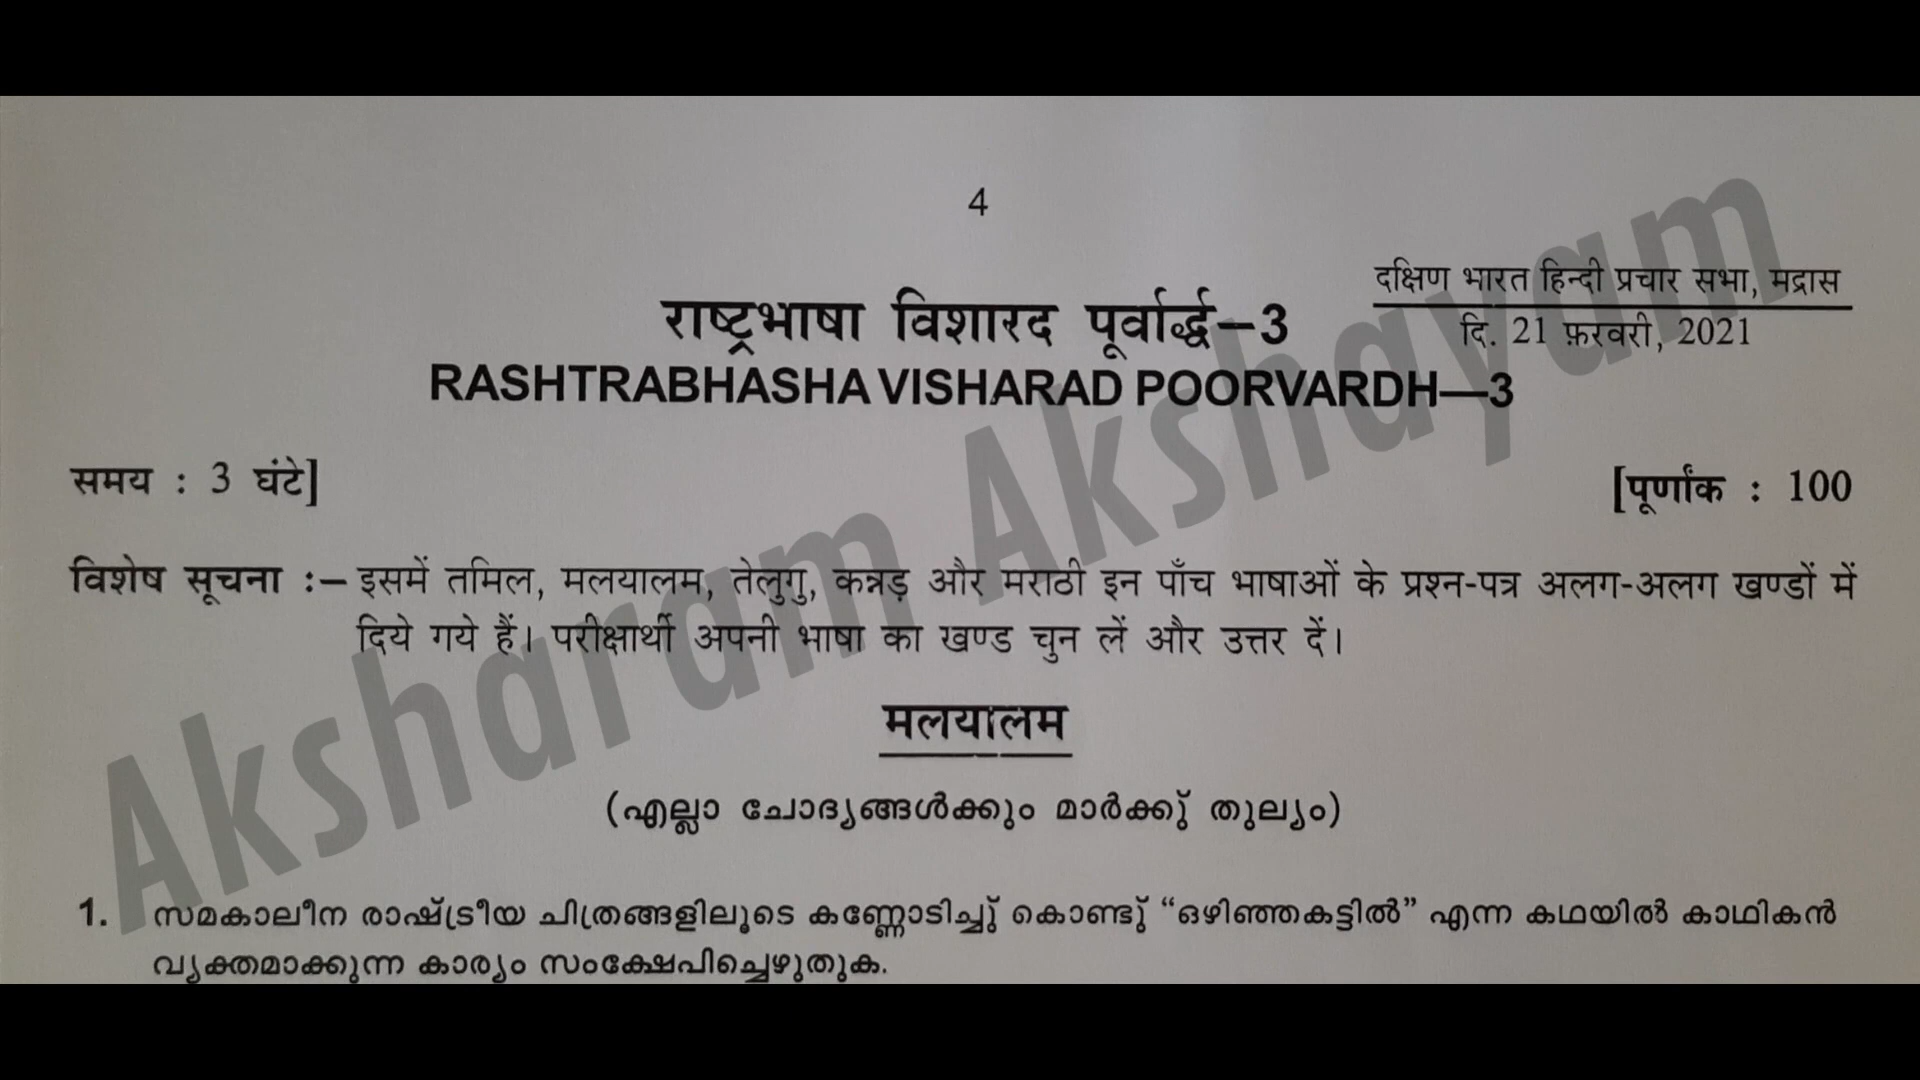 4
दक्षिण भारत हिन्दी प्रचार सभा, मद्रास
राष्ट्रभाषा विशारद पूर्वार्द्ध–3
दि. 21 फ़रवरी, 2021
RASHTRABHASHA VISHARAD POORVARDH—3
समय : 3 घंटे]
[पूर्णांक : 100
विशेष सूचना :– इसमें तमिल, मलयालम, तेलुगु, कन्नड़ और मराठी इन पाँच भाषाओं के प्रश्न-पत्र अलग-अलग खण्डों में
दिये गये हैं। परीक्षार्थी अपनी भाषा का खण्ड चुन लें और उत्तर दें।
मलयालम
(എല്ലാ ചോദ്യങ്ങൾക്കും മാർക്കു് തുല്യം)
1. സമകാലീന രാഷ്ട്രീയ ചിത്രങ്ങളിലൂടെ കണ്ണോടിച്ചു് കൊണ്ടു് “ഒഴിഞ്ഞകട്ടിൽ” എന്ന കഥയിൽ കാഥികൻ
വ്യക്തമാക്കുന്ന കാര്യം സംക്ഷേപിച്ചെഴുതുക.
Aksharam Akshayam